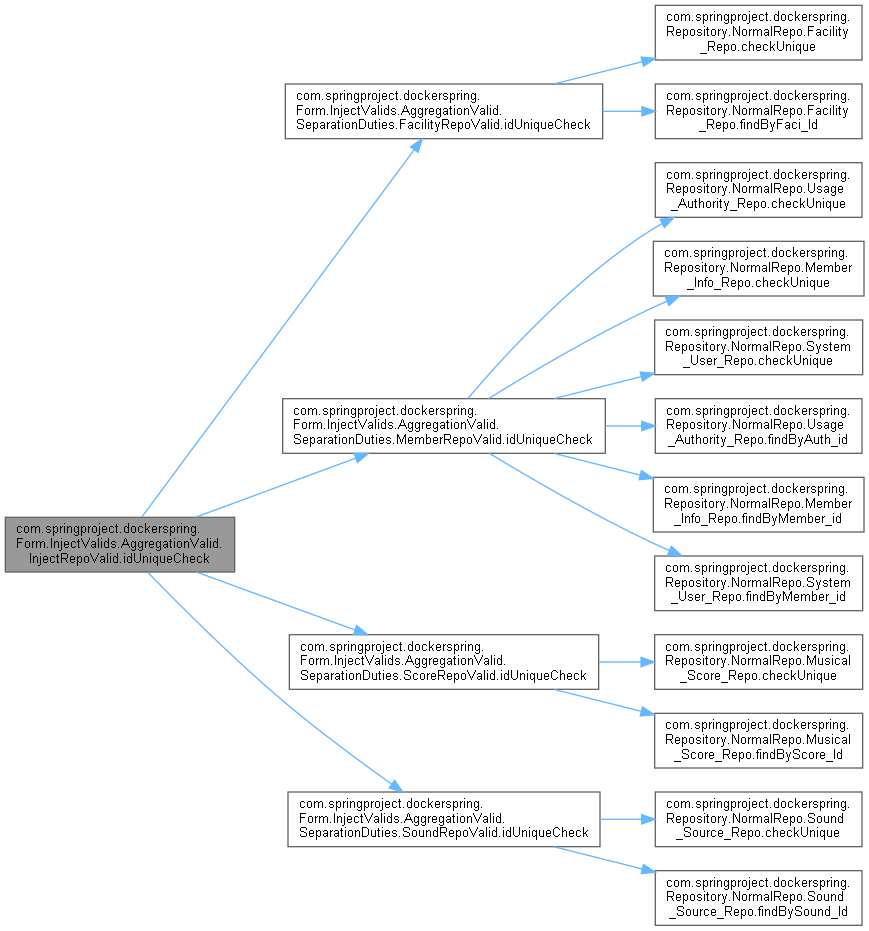 com.springproject.dockerspring.
Repository.NormalRepo.Facility
_Repo.checkUnique
com.springproject.dockerspring.
Form.InjectValids.AggregationValid.
SeparationDuties.FacilityRepoValid.idUniqueCheck
com.springproject.dockerspring.
Repository.NormalRepo.Facility
_Repo.findByFaci_Id
com.springproject.dockerspring.
Repository.NormalRepo.Usage
_Authority_Repo.checkUnique
com.springproject.dockerspring.
Repository.NormalRepo.Member
_Info_Repo.checkUnique
com.springproject.dockerspring.
Repository.NormalRepo.System
_User_Repo.checkUnique
com.springproject.dockerspring.
Form.InjectValids.AggregationValid.
SeparationDuties.MemberRepoValid.idUniqueCheck
com.springproject.dockerspring.
Repository.NormalRepo.Usage
_Authority_Repo.findByAuth_id
com.springproject.dockerspring.
Repository.NormalRepo.Member
_Info_Repo.findByMember_id
com.springproject.dockerspring.
Form.InjectValids.AggregationValid.
InjectRepoValid.idUniqueCheck
com.springproject.dockerspring.
Repository.NormalRepo.System
_User_Repo.findByMember_id
com.springproject.dockerspring.
Form.InjectValids.AggregationValid.
SeparationDuties.ScoreRepoValid.idUniqueCheck
com.springproject.dockerspring.
Repository.NormalRepo.Musical
_Score_Repo.checkUnique
com.springproject.dockerspring.
Repository.NormalRepo.Musical
_Score_Repo.findByScore_Id
com.springproject.dockerspring.
Form.InjectValids.AggregationValid.
SeparationDuties.SoundRepoValid.idUniqueCheck
com.springproject.dockerspring.
Repository.NormalRepo.Sound
_Source_Repo.checkUnique
com.springproject.dockerspring.
Repository.NormalRepo.Sound
_Source_Repo.findBySound_Id